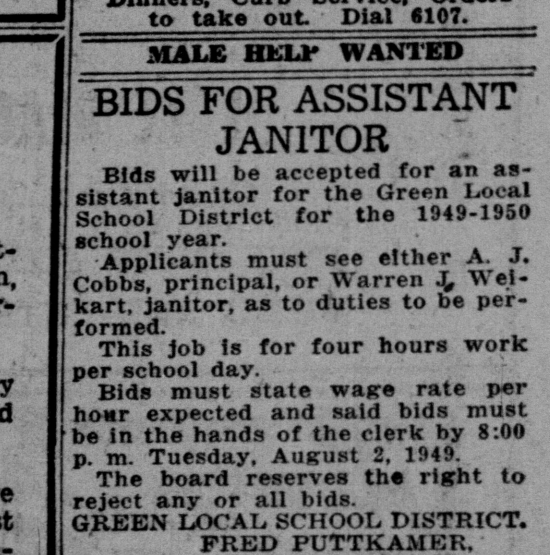 Dinners, Curb Service, Orders
to take out. Dial 6107.
MALE HELP WANTED
BIDS FOR ASSISTANT
JANITOR
Bids will be accepted for an as-
sistant janitor for the Green Local
School District for the 1949-1950
school year.
Applicants must see either A. J.
Cobbs, principal, or Warren J. Wei-
kart, janitor, as to duties to be per-
formed.
This job is for four hours work
per school day.
Bids must state wage rate per
hour expected and said bids must
be in the hands of the clerk by 8:00
p. m. Tuesday, August 2, 1949.
The board reserves the right to
reject any or all bids.
GREEN LOCAL SCHOOL DISTRICT.
FRED PUTTKAMER,